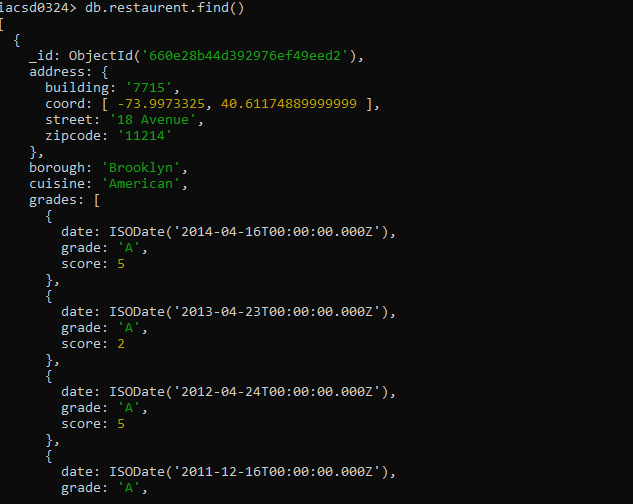 iacsd0324> db.restaurent.find()
[
{
_id: ObjectId('660e28b44d392976ef49eed2'),
address: {
building: '7715',
coord: [ -73.9973325, 40.61174889999999 ],
street: '18 Avenue',
zipcode: '11214'
},
borough: 'Brooklyn',
cuisine: 'American',
grades: [
{
date: ISODate('2014-04-16T00:00:00.000Z'),
grade: 'A',
score: 5
},
{
date: ISODate('2013-04-23T00:00:00.000Z'),
grade: 'A',
score: 2
},
{
date: ISODate('2012-04-24T00:00:00.000Z'),
grade: 'A',
score: 5
},
{
date: ISODate('2011-12-16T00:00:00.000Z'),
grade: 'A',